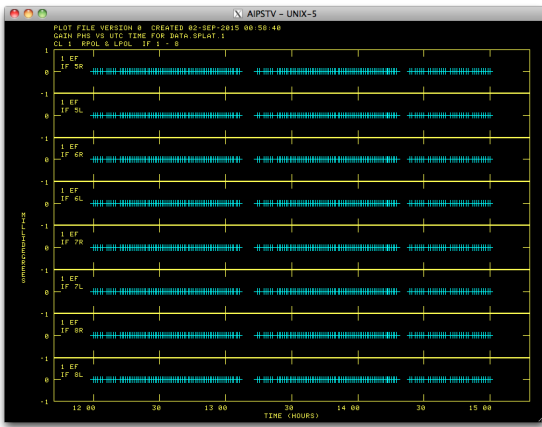 AIPSTV – UNIX-5
PLOT FILE VERSION 0 CREATED 02-SEP-2015 00:58:40
GAIN PHS VS UTC TIME FOR DATA.SPLAT.1
CL 1 RPOL & LPOL IF 1 - 8
1
1 EF
IF 5R
0
-1
1 EF
IF 5L
0
-1
1 EF
IF 6R
0
-1
1 EF
IF 6L
0
-1
1 EF
IF 7R
0
-1
1 EF
IF 7L
0
-1
1 EF
IF 8R
0
-1
1 EF
IF 8L
0
-1
MILLIDEGREES
12 00 30 13 00 30 14 00 30 15 00
TIME (HOURS)